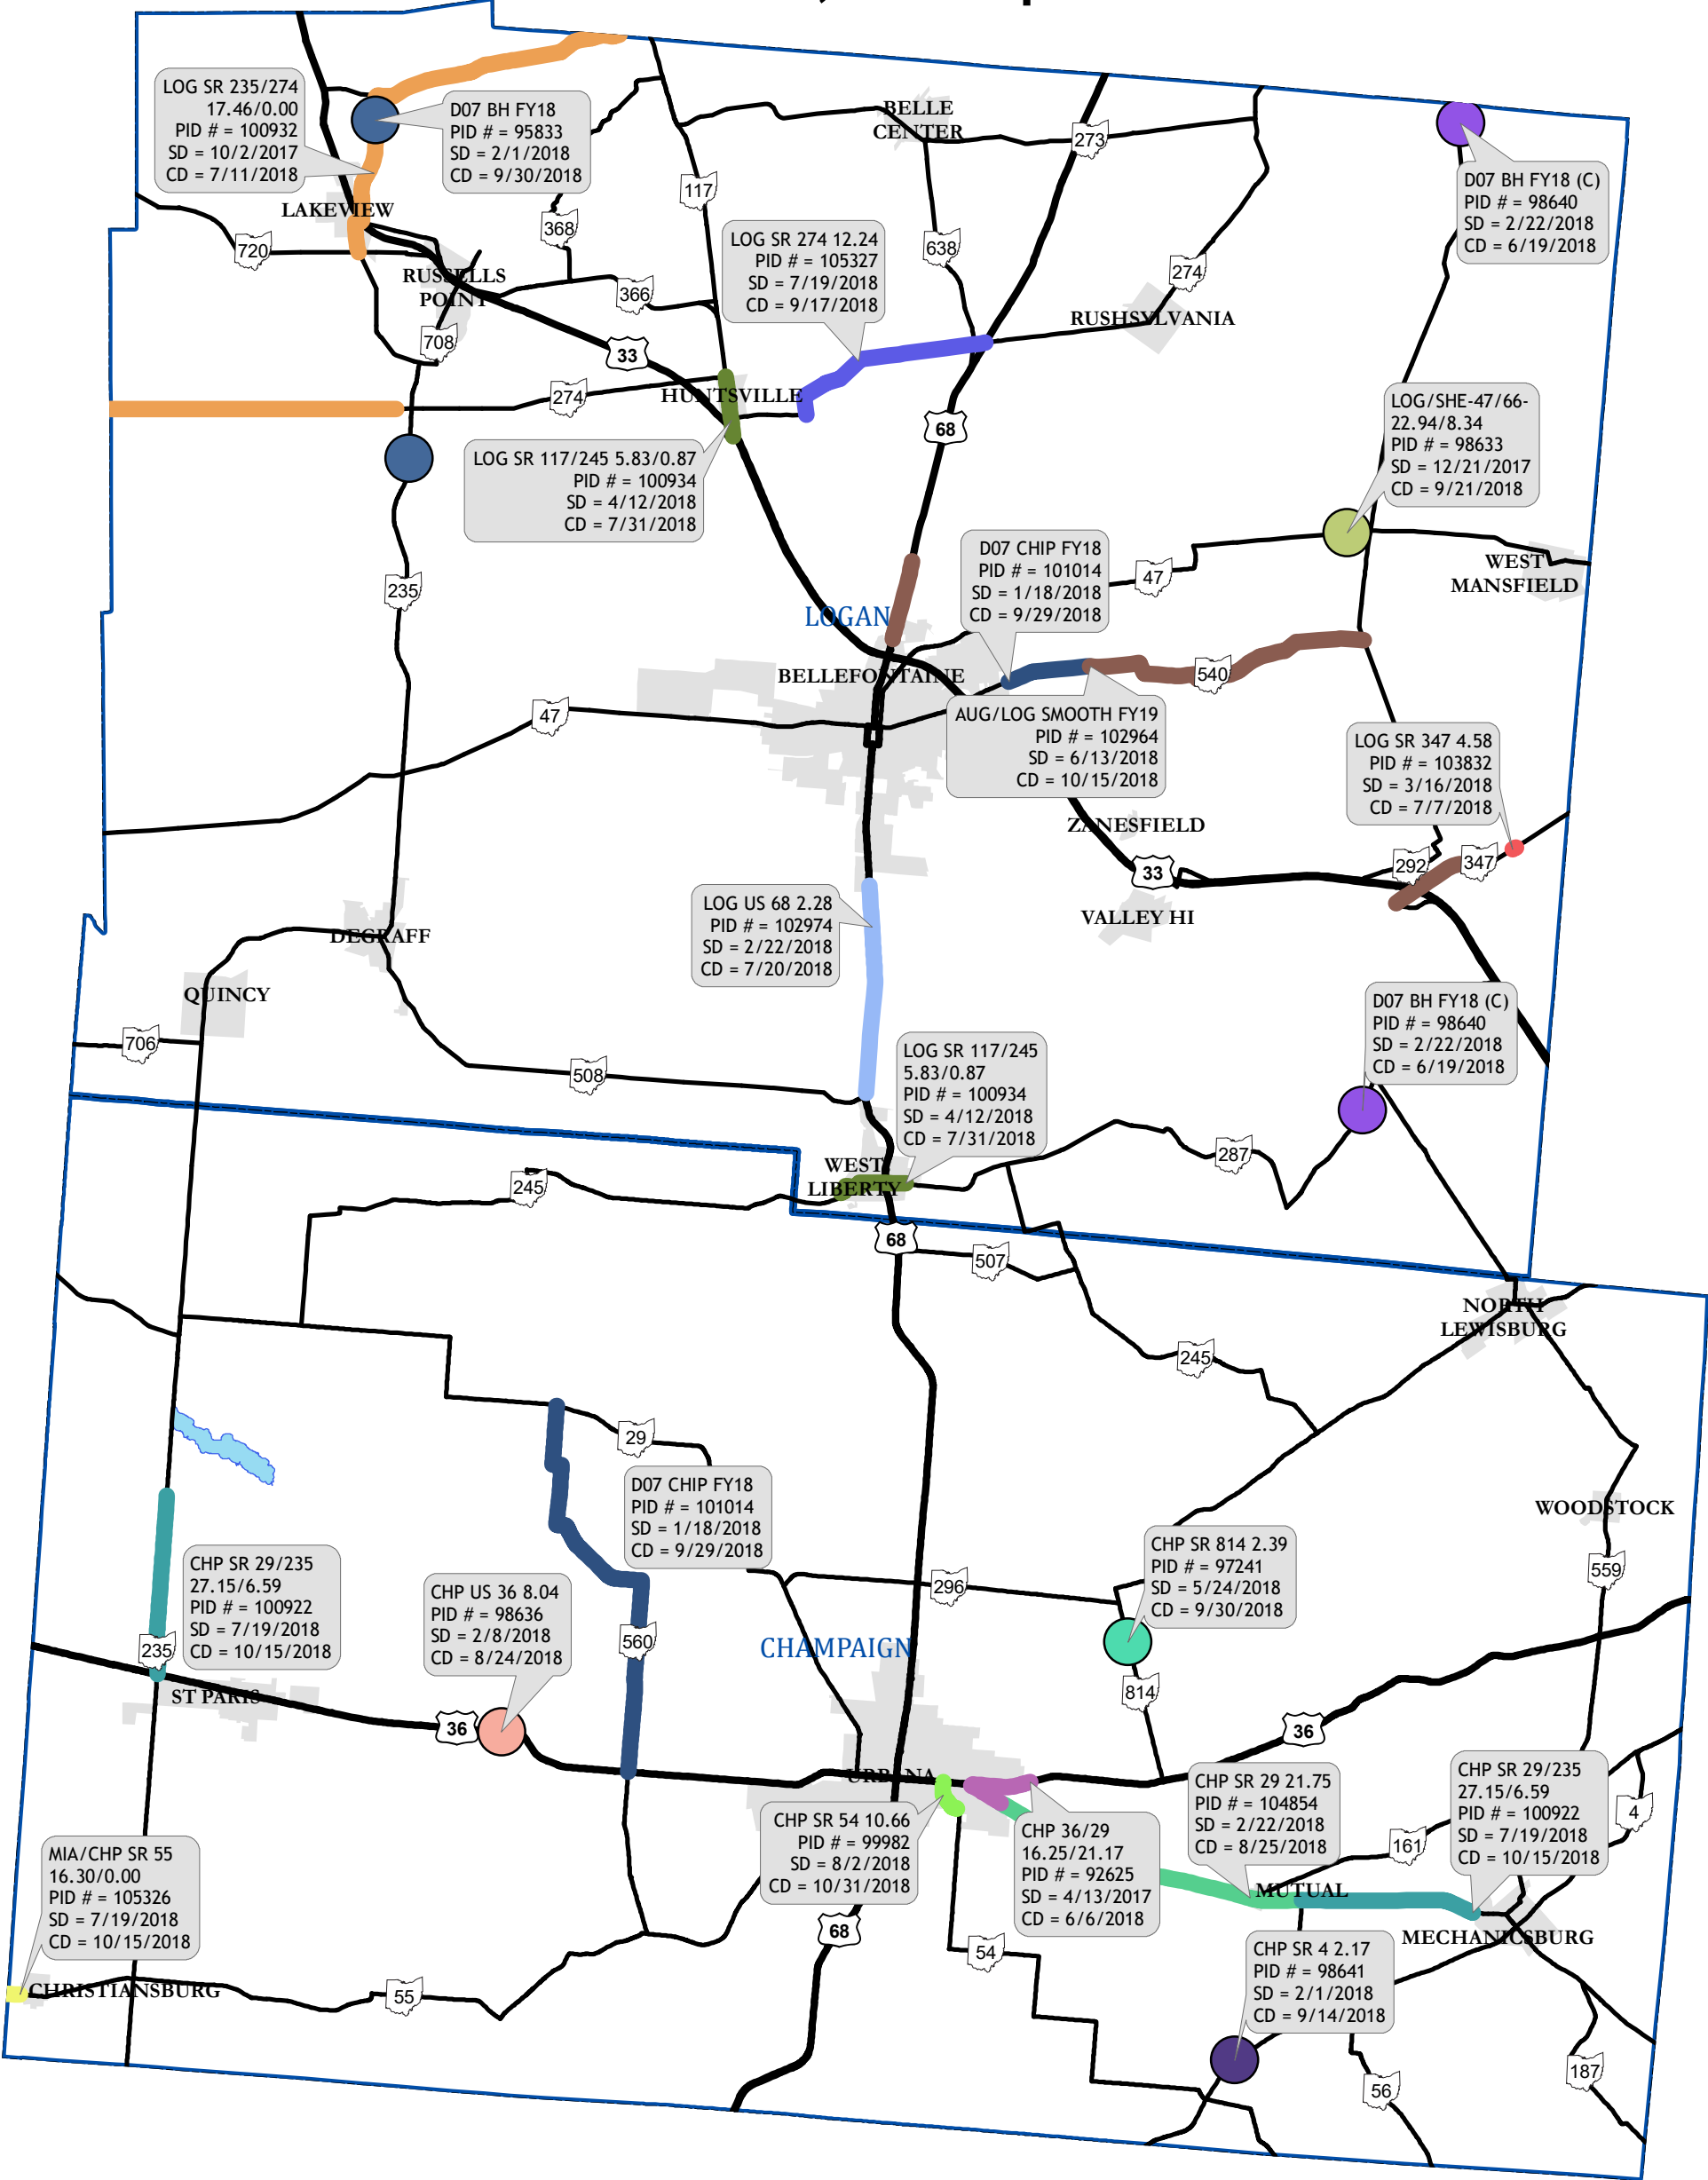 LOG SR 235/274
17.46/0.00
PID # = 100932
SD = 10/2/2017
CD = 7/11/2018
D07 BH FY18
PID # = 95833
SD = 2/1/2018
CD = 9/30/2018
BELLE
CENTER
273
D07 BH FY18 (C)
PID # = 98640
SD = 2/22/2018
CD = 6/19/2018
117
LAKEVIEW
368
720
LOG SR 274 12.24
PID # = 105327
SD = 7/19/2018
CD = 9/17/2018
638
274
RUSSELLS
POINT
366
RUSHSYLVANIA
708
33
274
HUNTSVILLE
68
LOG/SHE-47/66-
22.94/8.34
PID # = 98633
SD = 12/21/2017
CD = 9/21/2018
LOG SR 117/245 5.83/0.87
PID # = 100934
SD = 4/12/2018
CD = 7/31/2018
D07 CHIP FY18
PID # = 101014
SD = 1/18/2018
CD = 9/29/2018
47
WEST
MANSFIELD
235
LOGAN
BELLEFONTAINE
540
47
AUG/LOG SMOOTH FY19
PID # = 102964
SD = 6/13/2018
CD = 10/15/2018
LOG SR 347 4.58
PID # = 103832
SD = 3/16/2018
CD = 7/7/2018
ZANESFIELD
33
292
347
LOG US 68 2.28
PID # = 102974
SD = 2/22/2018
CD = 7/20/2018
VALLEY HI
DEGRAFF
QUINCY
D07 BH FY18 (C)
PID # = 98640
SD = 2/22/2018
CD = 6/19/2018
706
508
LOG SR 117/245
5.83/0.87
PID # = 100934
SD = 4/12/2018
CD = 7/31/2018
287
WEST
LIBERTY
245
68
507
NORTH
LEWISBURG
245
29
D07 CHIP FY18
PID # = 101014
SD = 1/18/2018
CD = 9/29/2018
WOODSTOCK
CHP SR 29/235
27.15/6.59
PID # = 100922
SD = 7/19/2018
CD = 10/15/2018
CHP SR 814 2.39
PID # = 97241
SD = 5/24/2018
CD = 9/30/2018
559
CHP US 36 8.04
PID # = 98636
SD = 2/8/2018
CD = 8/24/2018
296
235
560
CHAMPAIGN
814
ST PARIS
36
36
URBANA
CHP SR 54 10.66
PID # = 99982
SD = 8/2/2018
CD = 10/31/2018
CHP 36/29
16.25/21.17
PID # = 92625
SD = 4/13/2017
CD = 6/6/2018
CHP SR 29 21.75
PID # = 104854
SD = 2/22/2018
CD = 8/25/2018
CHP SR 29/235
27.15/6.59
PID # = 100922
SD = 7/19/2018
CD = 10/15/2018
4
161
MIA/CHP SR 55
16.30/0.00
PID # = 105326
SD = 7/19/2018
CD = 10/15/2018
MUTUAL
68
MECHANICSBURG
54
CHP SR 4 2.17
PID # = 98641
SD = 2/1/2018
CD = 9/14/2018
CHRISTIANSBURG
55
187
56